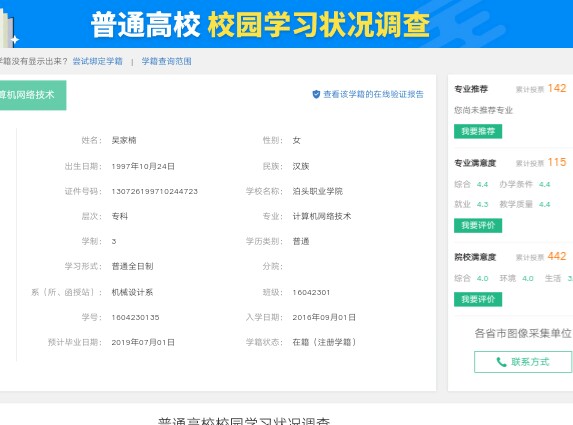 普通高校 校园学习状况调查
学籍没有显示出来？ 尝试绑定学籍 | 学籍查询范围
算机网络技术
查看该学籍的在线验证报告
姓名： 吴家楠 性别： 女
出生日期： 1997年10月24日 民族： 汉族
证件号码： 130726199710244723 学校名称： 泊头职业学院
层次： 专科 专业： 计算机网络技术
学制： 3 学历类别： 普通
学习形式： 普通全日制 分院：
系（所、函授站）： 机械设计系 班级： 16042301
学号： 1604230135 入学日期： 2016年09月01日
预计毕业日期： 2019年07月01日 学籍状态： 在籍（注册学籍）
专业推荐 累计投票 142
您尚未推荐专业
我要推荐
专业满意度 累计投票 115
综合 4.4 办学条件 4.4
就业 4.3 教学质量 4.4
我要评价
院校满意度 累计投票 442
综合 4.0 环境 4.0 生活 3.
我要评价
各省市图像采集单位
联系方式
普通高校校园学习状况调查